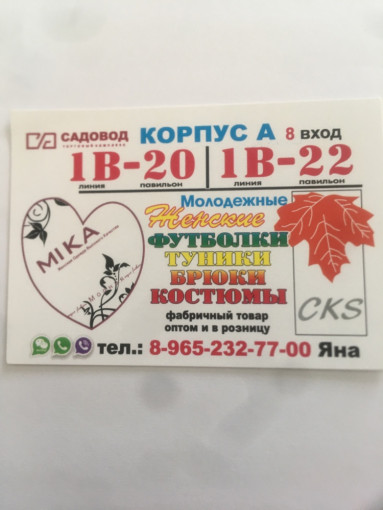 САДОВОД
КОРПУС А 8 ВХОД
1В-20 1В-22
линия павильон линия павильон
Молодежные
Женские
ФУТБОЛКИ
ТУНИКИ
БРЮКИ
КОСТЮМЫ
MIKA
CKS
фабричный товар
оптом и в розницу
тел.: 8-965-232-77-00 Яна